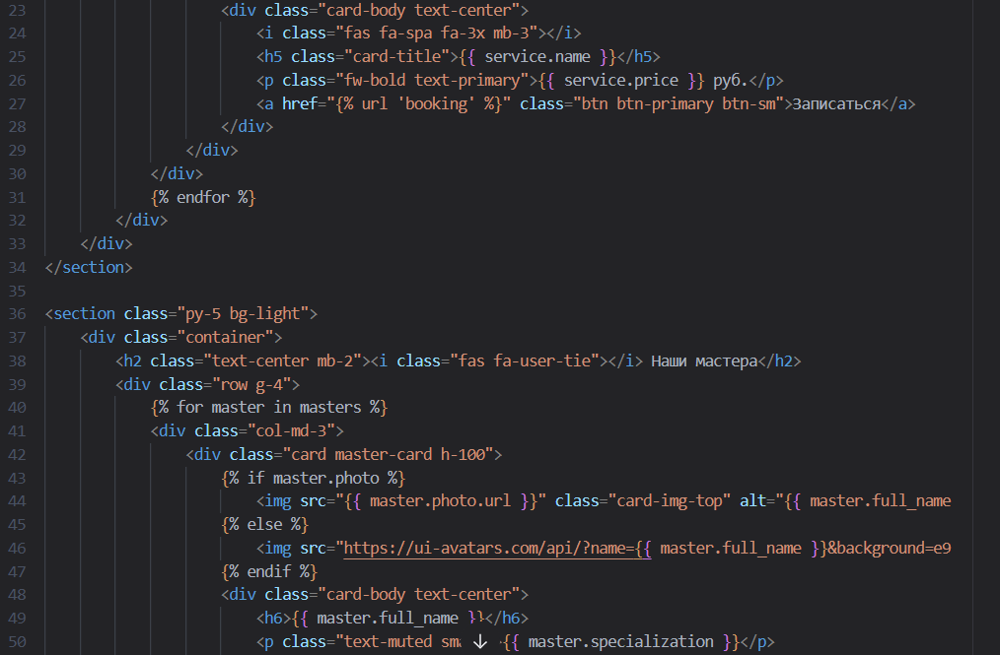 23 <div class="card-body text-center">
24 <i class="fas fa-spa fa-3x mb-3"></i>
25 <h5 class="card-title">{{ service.name }}</h5>
26 <p class="fw-bold text-primary">{{ service.price }} руб.</p>
27 <a href="{% url 'booking' %}" class="btn btn-primary btn-sm">Записаться</a>
28 </div>
29 </div>
30 </div>
31 {% endfor %}
32 </div>
33 </div>
34 </section>
35
36 <section class="py-5 bg-light">
37 <div class="container">
38 <h2 class="text-center mb-2"><i class="fas fa-user-tie"></i> Наши мастера</h2>
39 <div class="row g-4">
40 {% for master in masters %}
41 <div class="col-md-3">
42 <div class="card master-card h-100">
43 {% if master.photo %}
44 <img src="{{ master.photo.url }}" class="card-img-top" alt="{{ master.full_name
45 {% else %}
46 <img src="https://ui-avatars.com/api/?name={{ master.full_name }}&background=e9
47 {% endif %}
48 <div class="card-body text-center">
49 <h6>{{ master.full_name }}</h6>
50 <p class="text-muted {{ master.specialization }}</p>